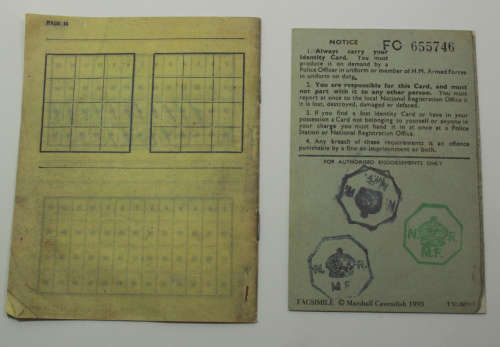 PAGE 16
NOTICE
FC 655746
1. Always carry your
Identity Card. You must
produce it on demand by a
Police Officer in uniform or member of H.M. Armed Forces
in uniform on duty.
2. You are responsible for this Card, and must
not part with it to any other person. You must
report at once to the local National Registration Office if
it is lost, destroyed, damaged or defaced.
3. If you find a lost Identity Card or have in your
possession a Card not belonging to yourself or anyone in
your charge you must hand it in at once at a Police
Station or National Registration Office.
4. Any breach of these requirements is an offence
punishable by a fine or imprisonment or both.
FOR AUTHORISED ENDORSEMENTS ONLY
N. R.
M.F.
N. R.
M.F.
N. R.
M.F.
FACSIMILE © Marshall Cavendish 1995